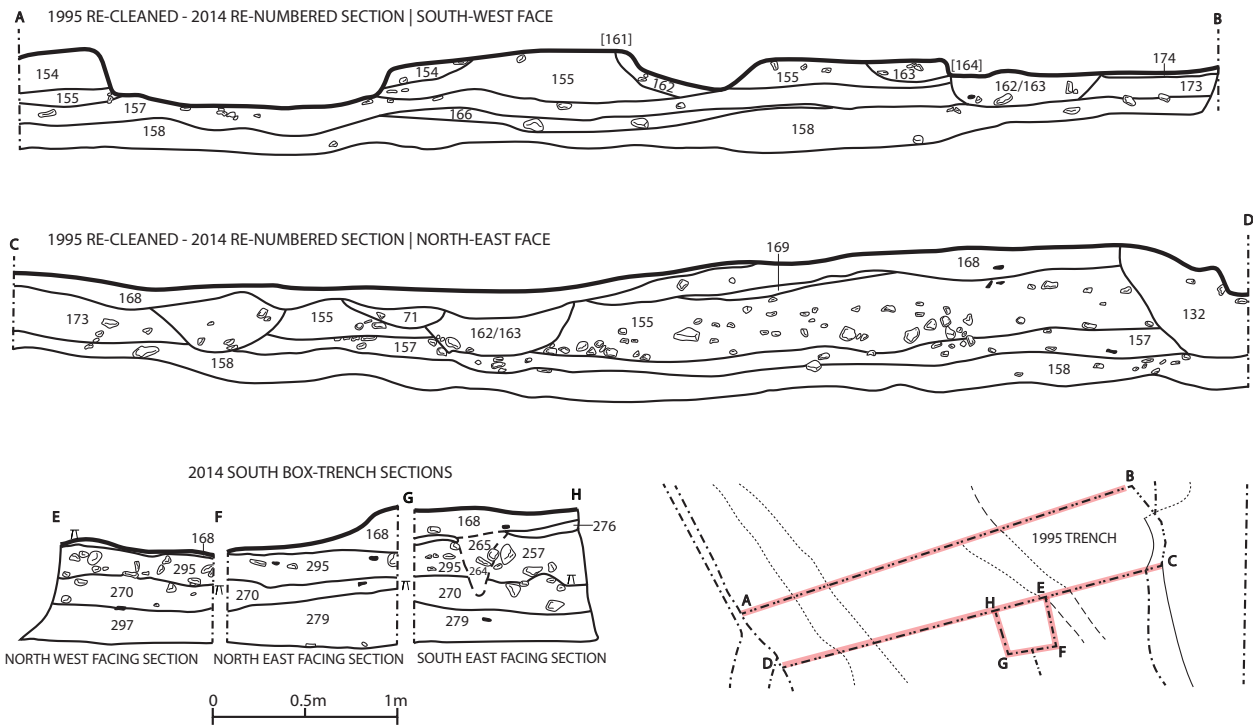 A
1995 RE-CLEANED - 2014 RE-NUMBERED SECTION | SOUTH-WEST FACE
B
[161]
154
154
155
155
163
[164]
174
155
157
162
162/163
173
166
158
158
C
1995 RE-CLEANED - 2014 RE-NUMBERED SECTION | NORTH-EAST FACE
D
169
168
168
173
155
71
162/163
155
132
157
157
158
158
2014 SOUTH BOX-TRENCH SECTIONS
E
F
G
H
168
168
168
276
295
295
265
257
295
264
270
270
270
297
279
279
NORTH WEST FACING SECTION
NORTH EAST FACING SECTION
SOUTH EAST FACING SECTION
0
0.5m
1m
B
1995 TRENCH
C
A
E
H
D
G
F